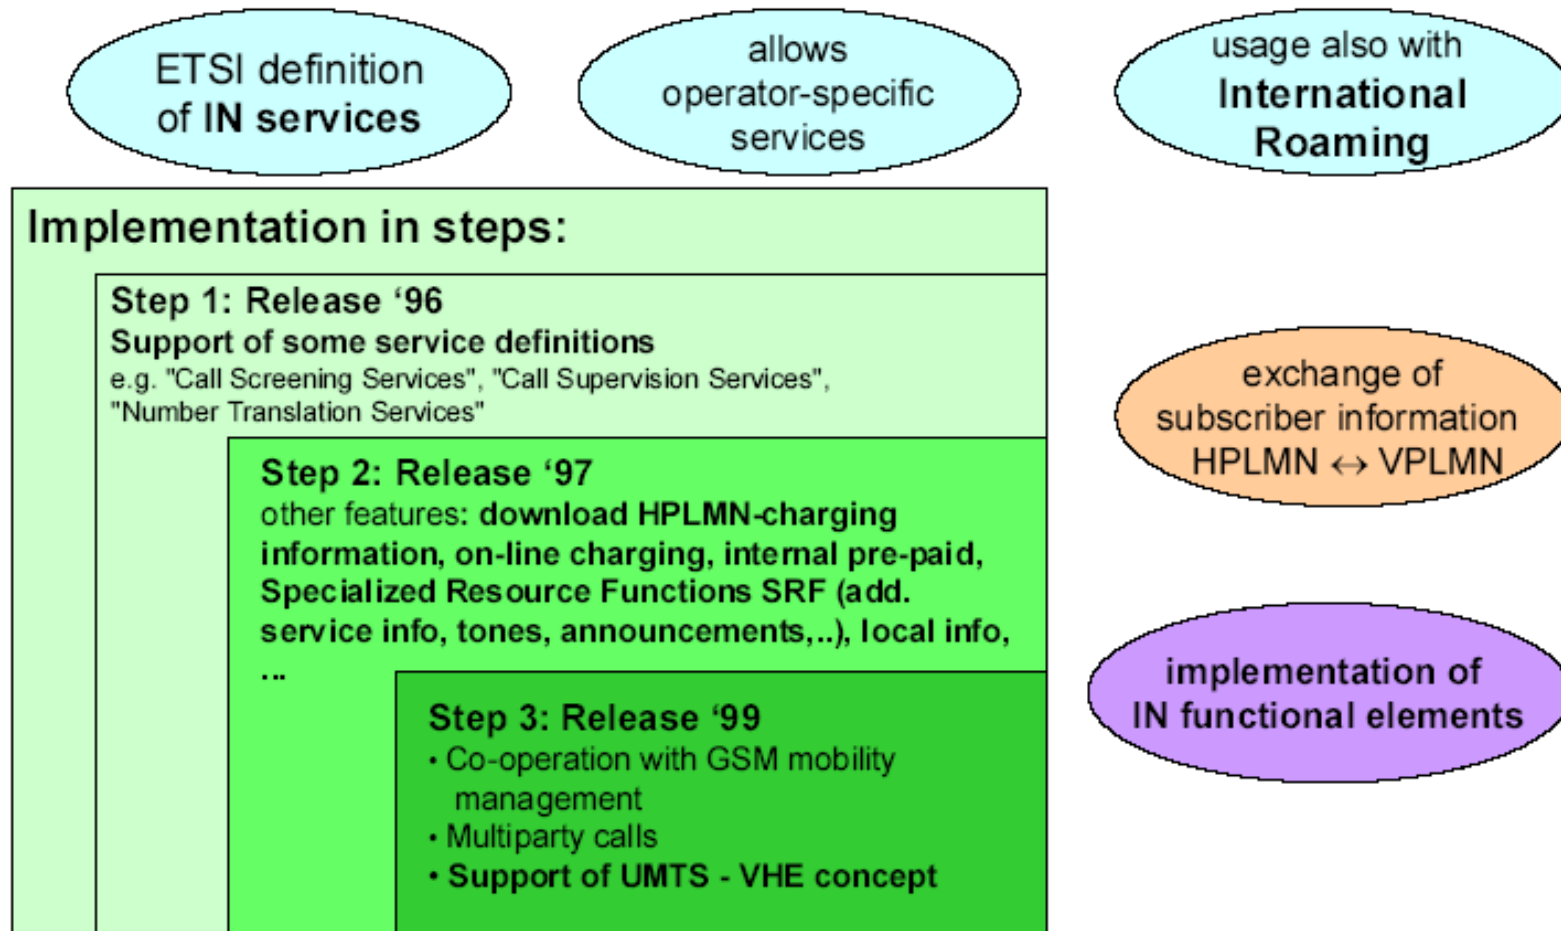 ETSI definition
of IN services
allows
operator-specific
services
usage also with
International
Roaming
Implementation in steps:
Step 1: Release ‘96
Support of some service definitions
e.g. "Call Screening Services", "Call Supervision Services",
"Number Translation Services"
Step 2: Release ‘97
other features: download HPLMN-charging
information, on-line charging, internal pre-paid,
Specialized Resource Functions SRF (add.
service info, tones, announcements,..), local info,
...
Step 3: Release ‘99
• Co-operation with GSM mobility
management
• Multiparty calls
• Support of UMTS - VHE concept
exchange of
subscriber information
HPLMN ↔ VPLMN
implementation of
IN functional elements